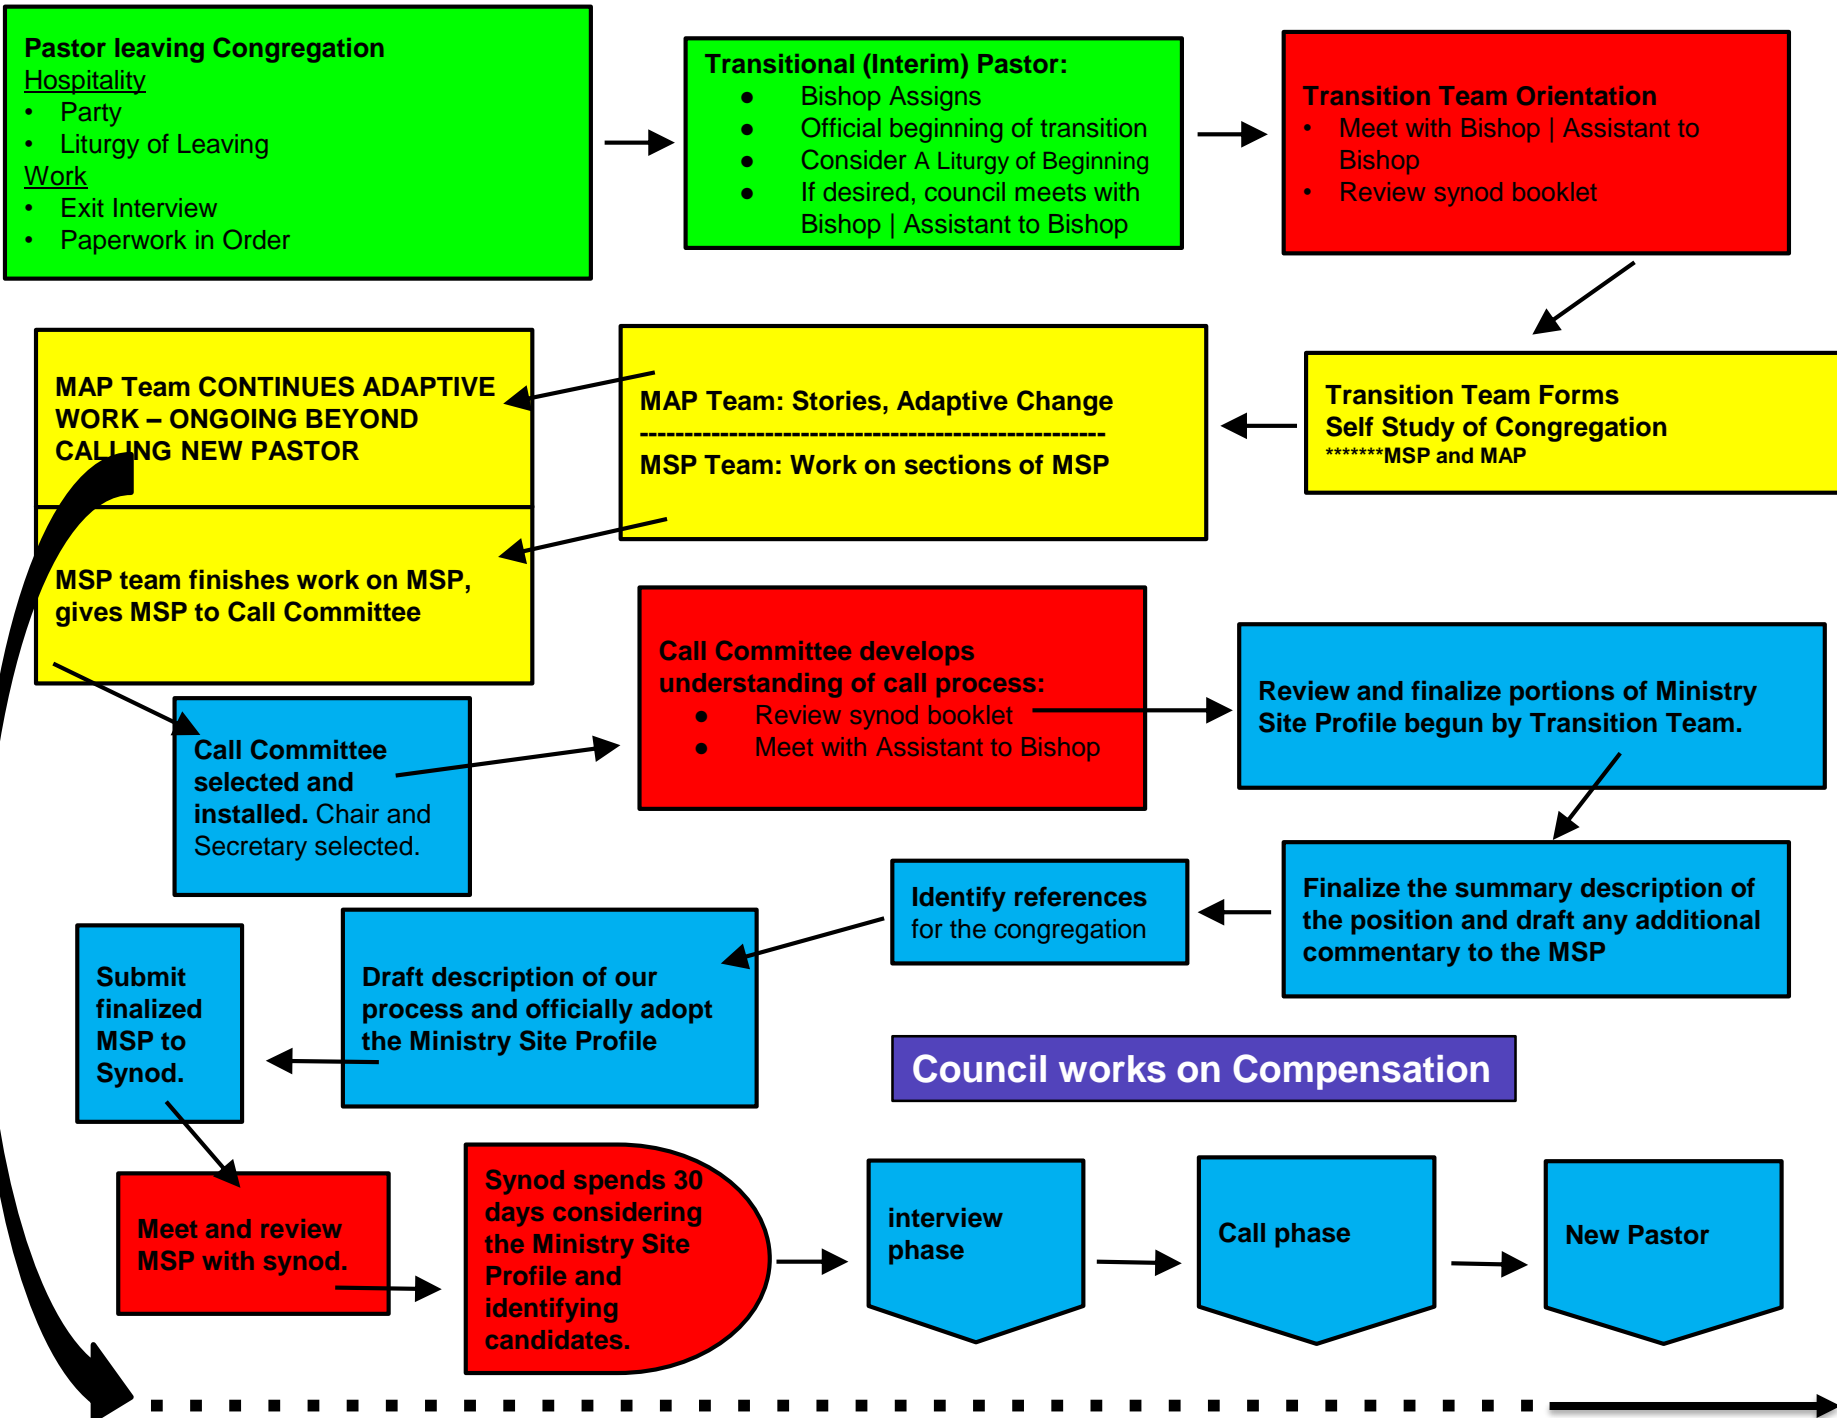 Pastor leaving Congregation
Hospitality
• Party
• Liturgy of Leaving
Work
• Exit Interview
• Paperwork in Order
Transitional (Interim) Pastor:
● Bishop Assigns
● Official beginning of transition
● Consider A Liturgy of Beginning
● If desired, council meets with
Bishop | Assistant to Bishop
Transition Team Orientation
• Meet with Bishop | Assistant to
Bishop
• Review synod booklet
Transition Team Forms
Self Study of Congregation
*******MSP and MAP
MAP Team: Stories, Adaptive Change
----------------------------------------------------
MSP Team: Work on sections of MSP
MAP Team CONTINUES ADAPTIVE
WORK – ONGOING BEYOND
CALLING NEW PASTOR
MSP team finishes work on MSP,
gives MSP to Call Committee
Call Committee
selected and
installed. Chair and
Secretary selected.
Call Committee develops
understanding of call process:
● Review synod booklet
● Meet with Assistant to Bishop
Review and finalize portions of Ministry
Site Profile begun by Transition Team.
Finalize the summary description of
the position and draft any additional
commentary to the MSP
Identify references
for the congregation
Draft description of our
process and officially adopt
the Ministry Site Profile
Submit
finalized
MSP to
Synod.
Council works on Compensation
Meet and review
MSP with synod.
Synod spends 30
days considering
the Ministry Site
Profile and
identifying
candidates.
interview
phase
Call phase
New Pastor